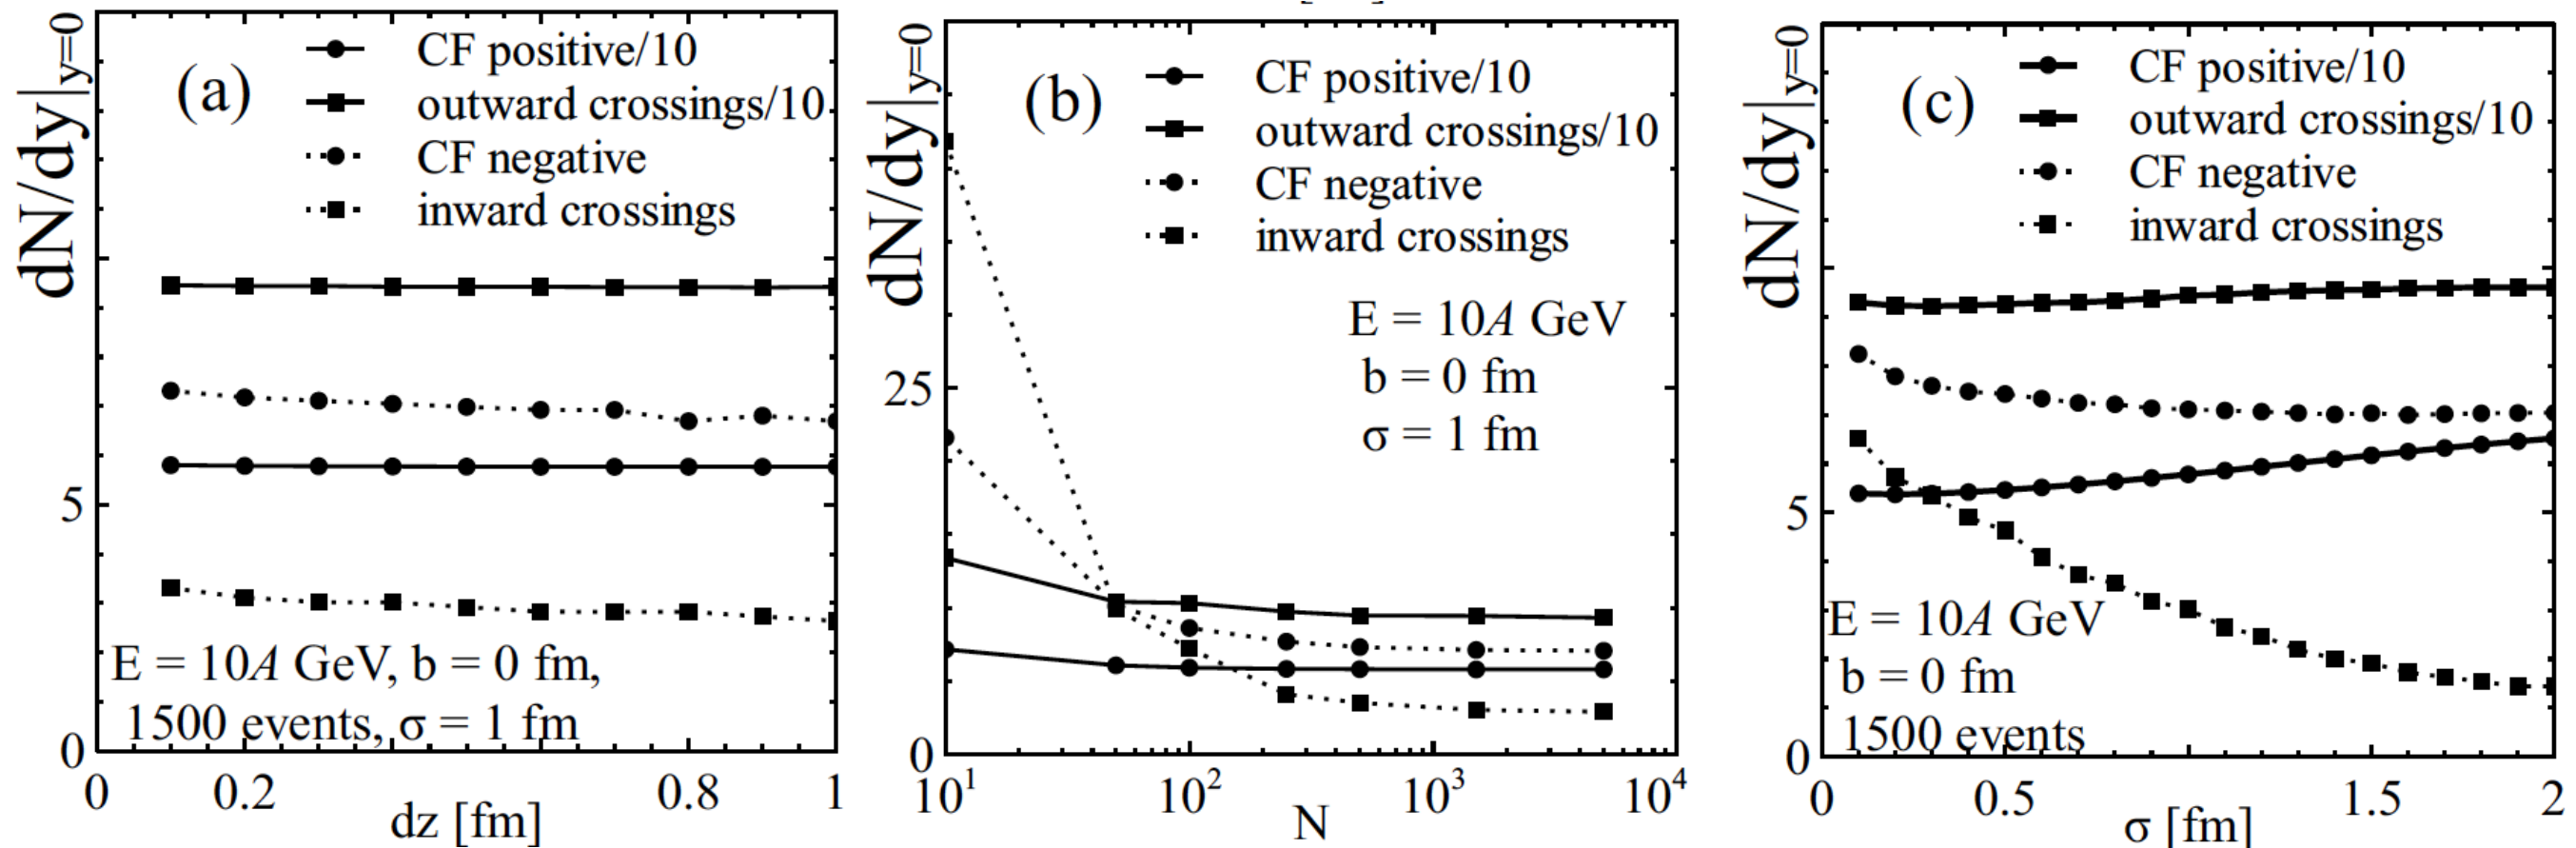 dN/dy|y=0
(a)
CF positive/10
outward crossings/10
CF negative
inward crossings
5
0
E = 10A GeV, b = 0 fm,
1500 events, σ = 1 fm
0 0.2 0.8 1
dz [fm]
dN/dy|y=0
(b)
CF positive/10
outward crossings/10
CF negative
inward crossings
E = 10A GeV
b = 0 fm
σ = 1 fm
25
0
10¹ 10² 10³ 10⁴
N
dN/dy|y=0
(c)
CF positive/10
outward crossings/10
CF negative
inward crossings
5
E = 10A GeV
b = 0 fm
1500 events
0
0 0.5 1.5 2
σ [fm]